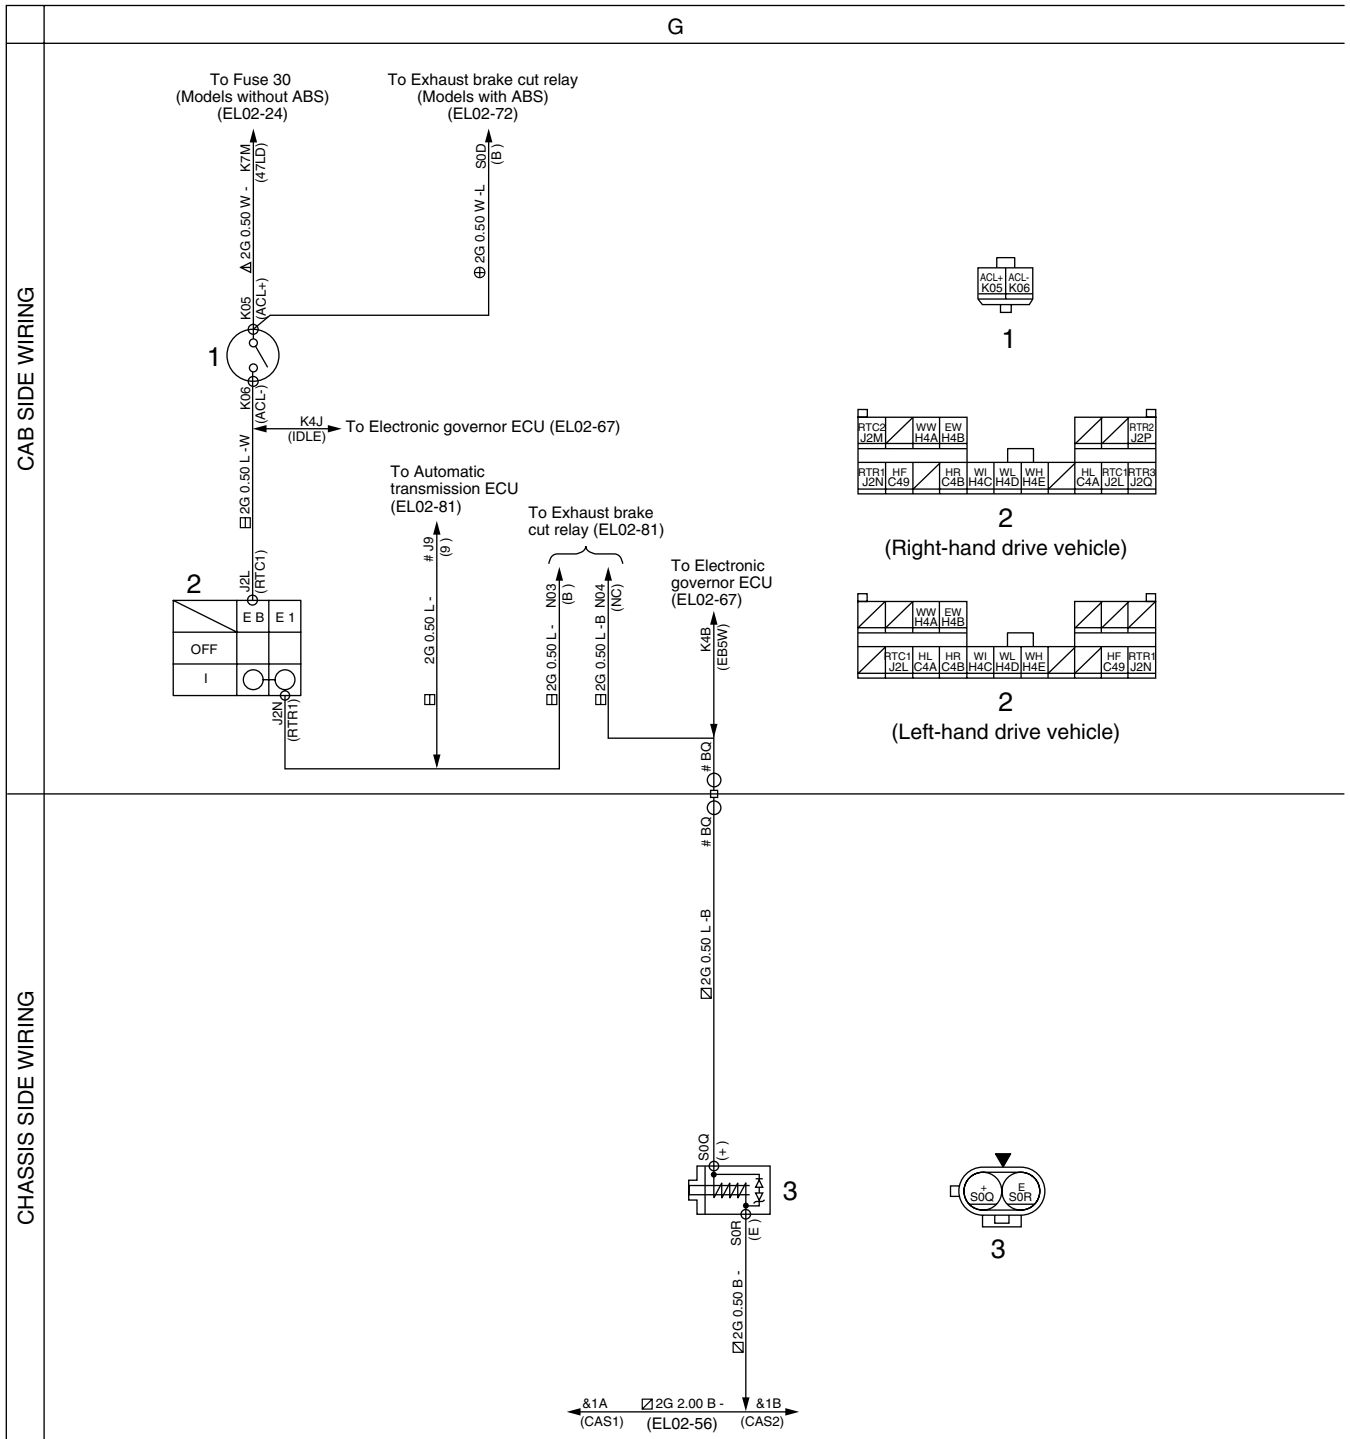 G
CAB SIDE WIRING
To Fuse 30
(Models without ABS)
(EL02-24)
To Exhaust brake cut relay
(Models with ABS)
(EL02-72)
K7M
(47LD)
S0D
(B)
2G 0.50 W -
2G 0.50 W -L
K05
(ACL+)
1
K06
(ACL-)
K4J
(IDLE)
To Electronic governor ECU (EL02-67)
2G 0.50 L -W
To Automatic
transmission ECU
(EL02-81)
To Exhaust brake
cut relay (EL02-81)
To Electronic
governor ECU
(EL02-67)
# J9
(9)
N03
(B)
N04
(NC)
K4B
(EB5W)
2G 0.50 L -
2G 0.50 L -
2G 0.50 L -B
J2L
(RTC1)
2
E B E 1
OFF
I
J2N
(RTR1)
# BQ
ACL+ ACL-
K05 K06
1
RTC2 WW EW RTR2
J2M H4A H4B J2P
RTR1 HF HR WI WL WH HL RTC1 RTR3
J2N C49 C4B H4C H4D H4E C4A J2L J2Q
2
(Right-hand drive vehicle)
WW EW
H4A H4B
RTC1 HL HR WI WL WH HF RTR1
J2L C4A C4B H4C H4D H4E C49 J2N
2
(Left-hand drive vehicle)
CHASSIS SIDE WIRING
# BQ
2G 0.50 L -B
S0Q
(+)
3
S0R
(E)
2G 0.50 B -
&1A 2G 2.00 B - &1B
(CAS1) (EL02-56) (CAS2)
+ E
S0Q S0R
3